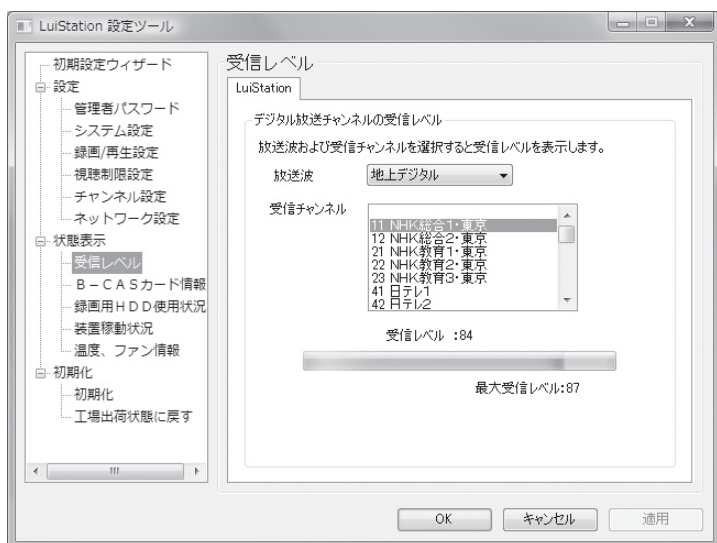 LuiStation 設定ツール
初期設定ウィザード
設定
管理者パスワード
システム設定
録画/再生設定
視聴制限設定
チャンネル設定
ネットワーク設定
状態表示
受信レベル
B-CASカード情報
録画用HDD使用状況
装置稼動状況
温度、ファン情報
初期化
初期化
工場出荷状態に戻す
受信レベル
LuiStation
デジタル放送チャンネルの受信レベル
放送波および受信チャンネルを選択すると受信レベルを表示します。
放送波
地上デジタル
受信チャンネル
11 NHK総合1・東京
12 NHK総合2・東京
21 NHK教育1・東京
22 NHK教育2・東京
23 NHK教育3・東京
41 日テレ1
42 日テレ2
受信レベル :84
最大受信レベル:87
OK
キャンセル
適用